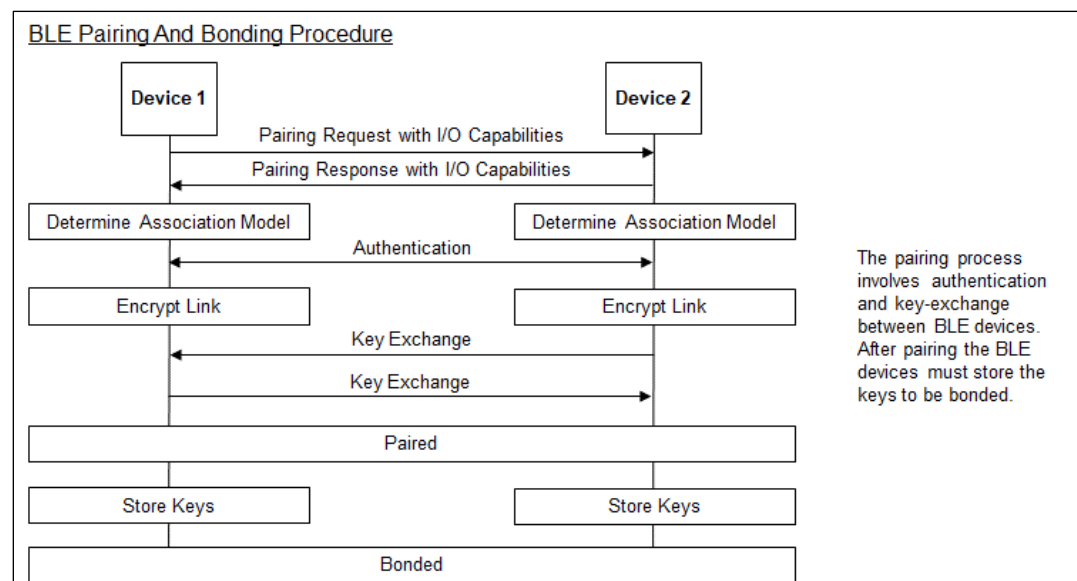 BLE Pairing And Bonding Procedure
Device 1
Device 2
Pairing Request with I/O Capabilities
Pairing Response with I/O Capabilities
Determine Association Model
Determine Association Model
Authentication
Encrypt Link
Encrypt Link
Key Exchange
Key Exchange
Paired
Store Keys
Store Keys
Bonded
The pairing process
involves authentication
and key-exchange
between BLE devices.
After pairing the BLE
devices must store the
keys to be bonded.